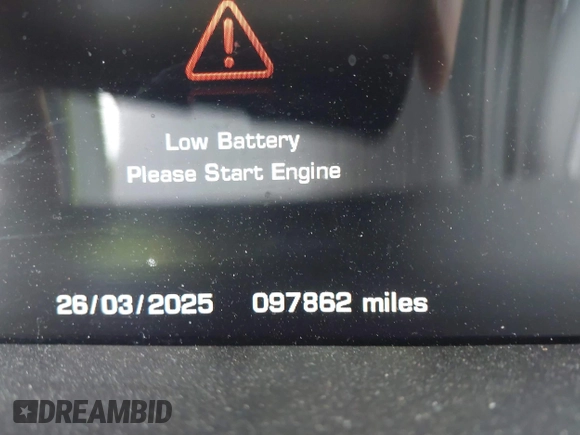 Low Battery
Please Start Engine
26/03/2025 097862 miles
DREAMBID